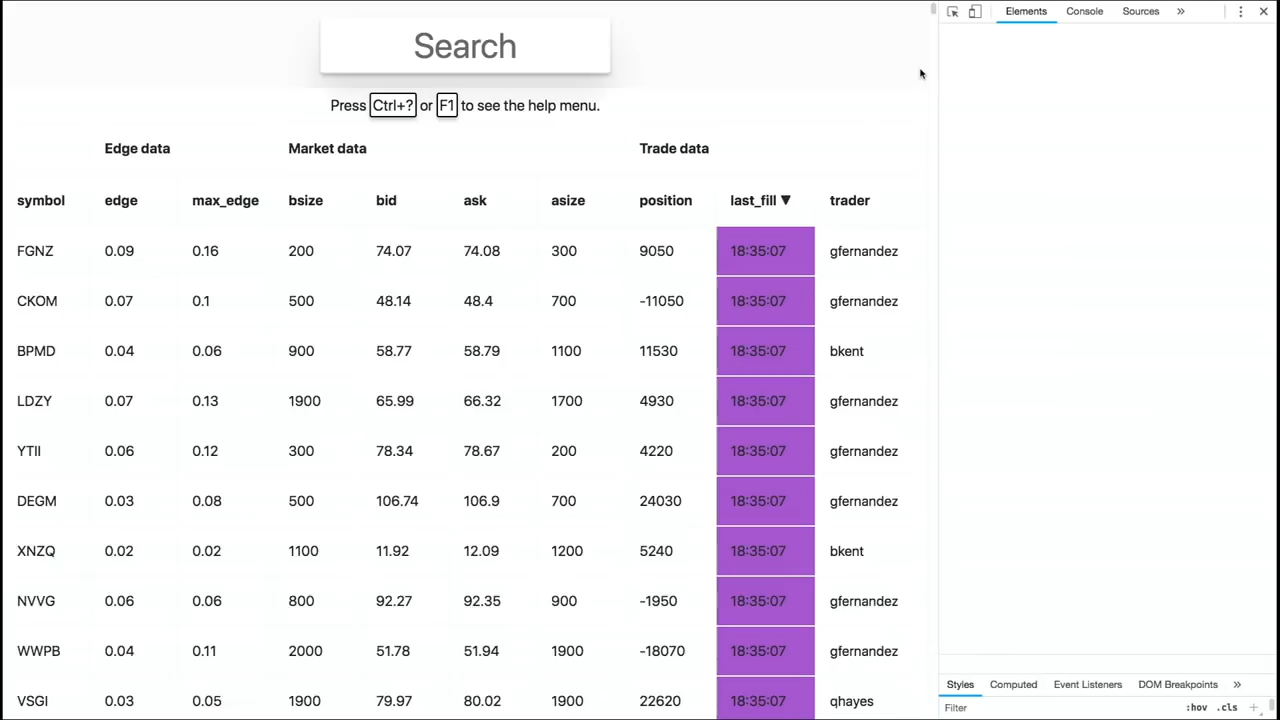 Search
Press Ctrl+? or F1 to see the help menu.
Edge data Market data Trade data
symbol edge max_edge bsize bid ask asize position last_fill ▼ trader
FGNZ 0.09 0.16 200 74.07 74.08 300 9050 18:35:07 gfernandez
CKOM 0.07 0.1 500 48.14 48.4 700 -11050 18:35:07 gfernandez
BPMD 0.04 0.06 900 58.77 58.79 1100 11530 18:35:07 bkent
LDZY 0.07 0.13 1900 65.99 66.32 1700 4930 18:35:07 gfernandez
YTII 0.06 0.12 300 78.34 78.67 200 4220 18:35:07 gfernandez
DEGM 0.03 0.08 500 106.74 106.9 700 24030 18:35:07 gfernandez
XNZQ 0.02 0.02 1100 11.92 12.09 1200 5240 18:35:07 bkent
NVVG 0.06 0.06 800 92.27 92.35 900 -1950 18:35:07 gfernandez
WWPB 0.04 0.11 2000 51.78 51.94 1900 -18070 18:35:07 gfernandez
VSGI 0.03 0.05 1900 79.97 80.02 1900 22620 18:35:07 qhayes
Elements Console Sources »
Styles Computed Event Listeners DOM Breakpoints »
Filter :hov .cls +